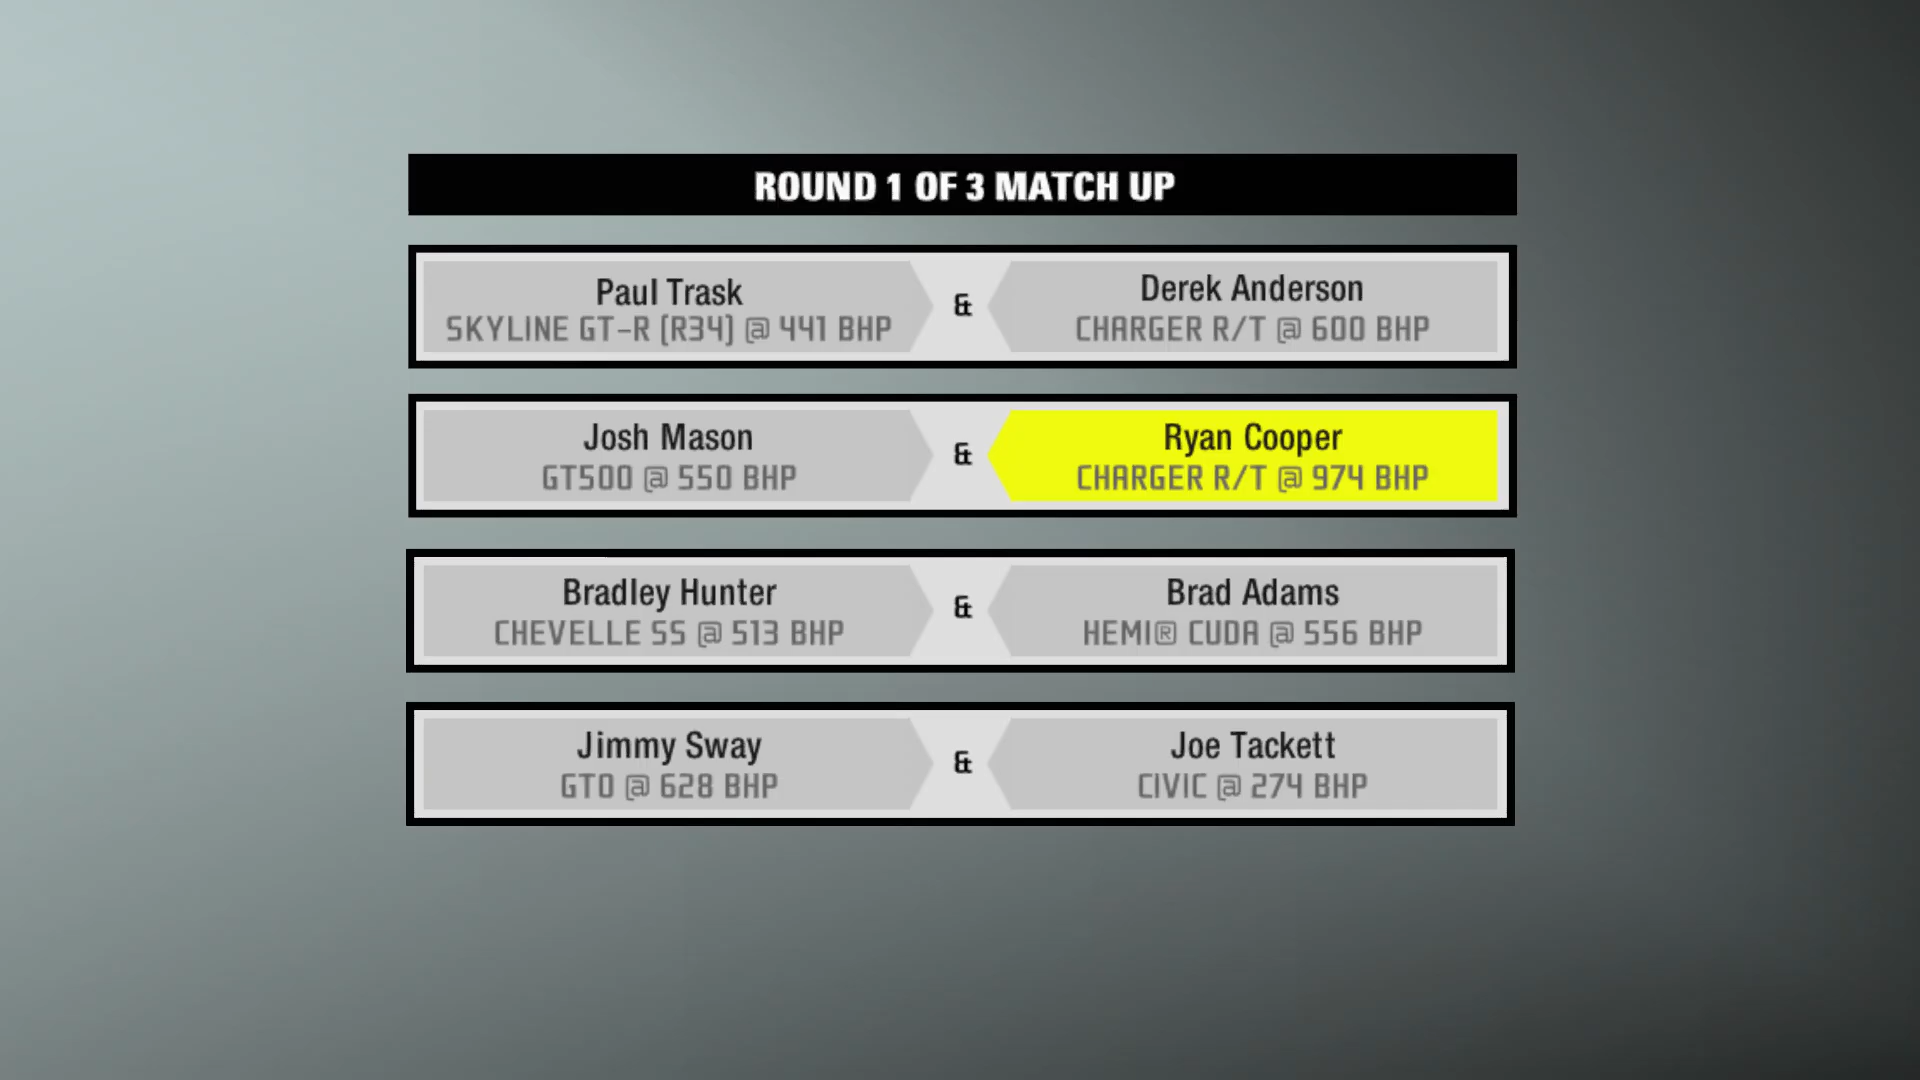 ROUND 1 OF 3 MATCH UP
Paul Trask
SKYLINE GT-R [R34] @ 441 BHP
&
Derek Anderson
CHARGER R/T @ 600 BHP
Josh Mason
GT500 @ 550 BHP
&
Ryan Cooper
CHARGER R/T @ 974 BHP
Bradley Hunter
CHEVELLE SS @ 513 BHP
&
Brad Adams
HEMI® CUDA @ 556 BHP
Jimmy Sway
GTO @ 628 BHP
&
Joe Tackett
CIVIC @ 274 BHP